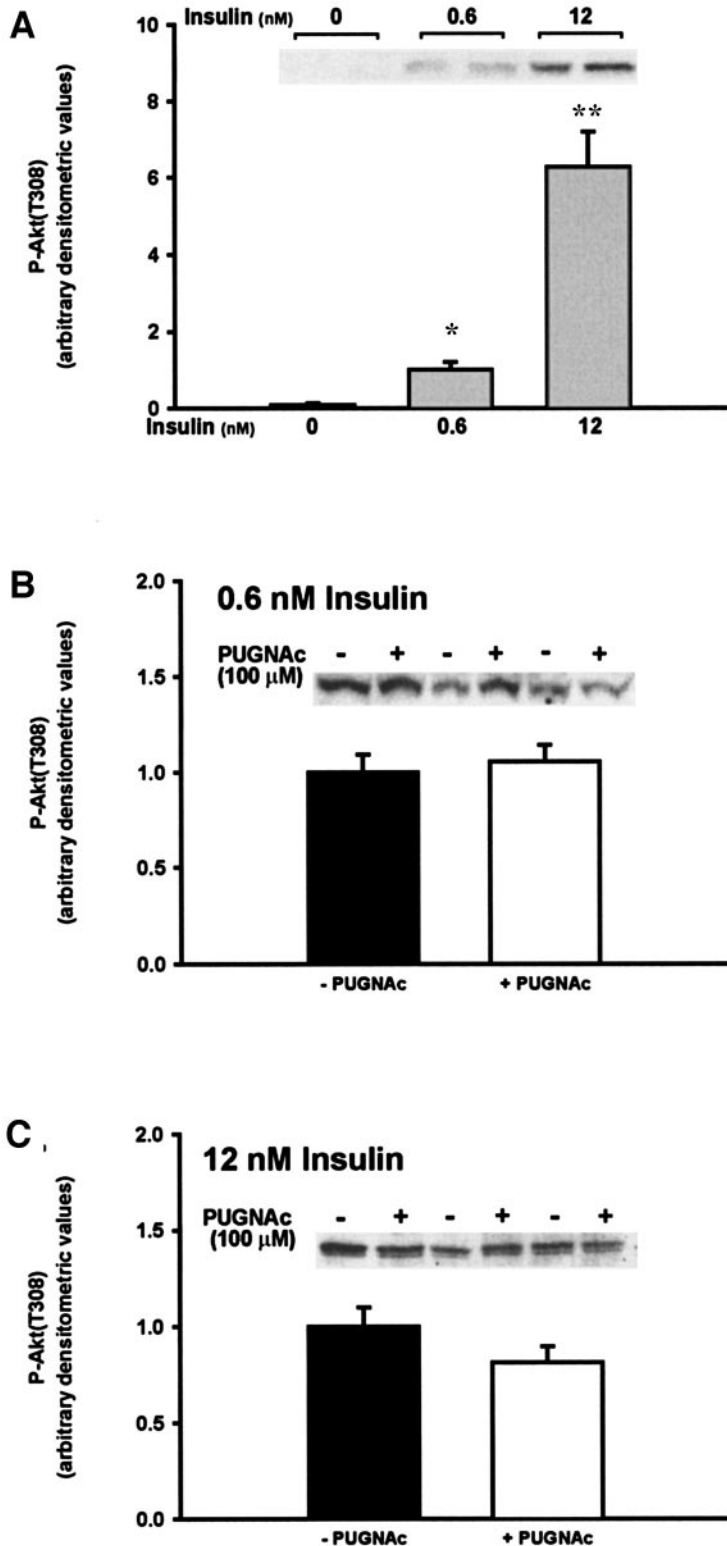 A
Insulin (nM) 0 0.6 12
10
8
6
4
2
0
P-Akt(T308)
(arbitrary densitometric values)
*
**
Insulin (nM) 0 0.6 12
B
0.6 nM Insulin
PUGNAc - + - + - +
(100 μM)
2.0
1.5
1.0
0.5
0.0
P-Akt(T308)
(arbitrary densitometric values)
- PUGNAc + PUGNAc
C
12 nM Insulin
PUGNAc - + - + - +
(100 μM)
2.0
1.5
1.0
0.5
0.0
P-Akt(T308)
(arbitrary densitometric values)
- PUGNAc + PUGNAc